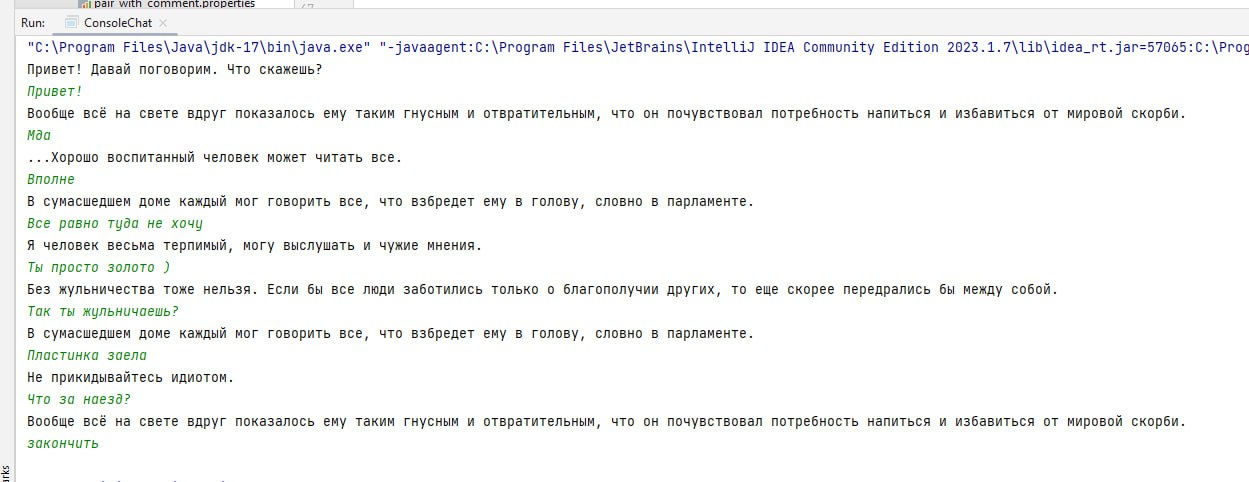 pair_with_comment.properties
67
Run: ConsoleChat
"C:\Program Files\Java\jdk-17\bin\java.exe" "-javaagent:C:\Program Files\JetBrains\IntelliJ IDEA Community Edition 2023.1.7\lib\idea_rt.jar=57065:C:\Prog
Привет! Давай поговорим. Что скажешь?
Привет!
Вообще всё на свете вдруг показалось ему таким гнусным и отвратительным, что он почувствовал потребность напиться и избавиться от мировой скорби.
Мда
...Хорошо воспитанный человек может читать все.
Вполне
В сумасшедшем доме каждый мог говорить все, что взбредет ему в голову, словно в парламенте.
Все равно туда не хочу
Я человек весьма терпимый, могу выслушать и чужие мнения.
Ты просто золото )
Без жульничества тоже нельзя. Если бы все люди заботились только о благополучии других, то еще скорее передрались бы между собой.
Так ты жульничаешь?
В сумасшедшем доме каждый мог говорить все, что взбредет ему в голову, словно в парламенте.
Пластинка заела
Не прикидывайтесь идиотом.
Что за наезд?
Вообще всё на свете вдруг показалось ему таким гнусным и отвратительным, что он почувствовал потребность напиться и избавиться от мировой скорби.
закончить
arks